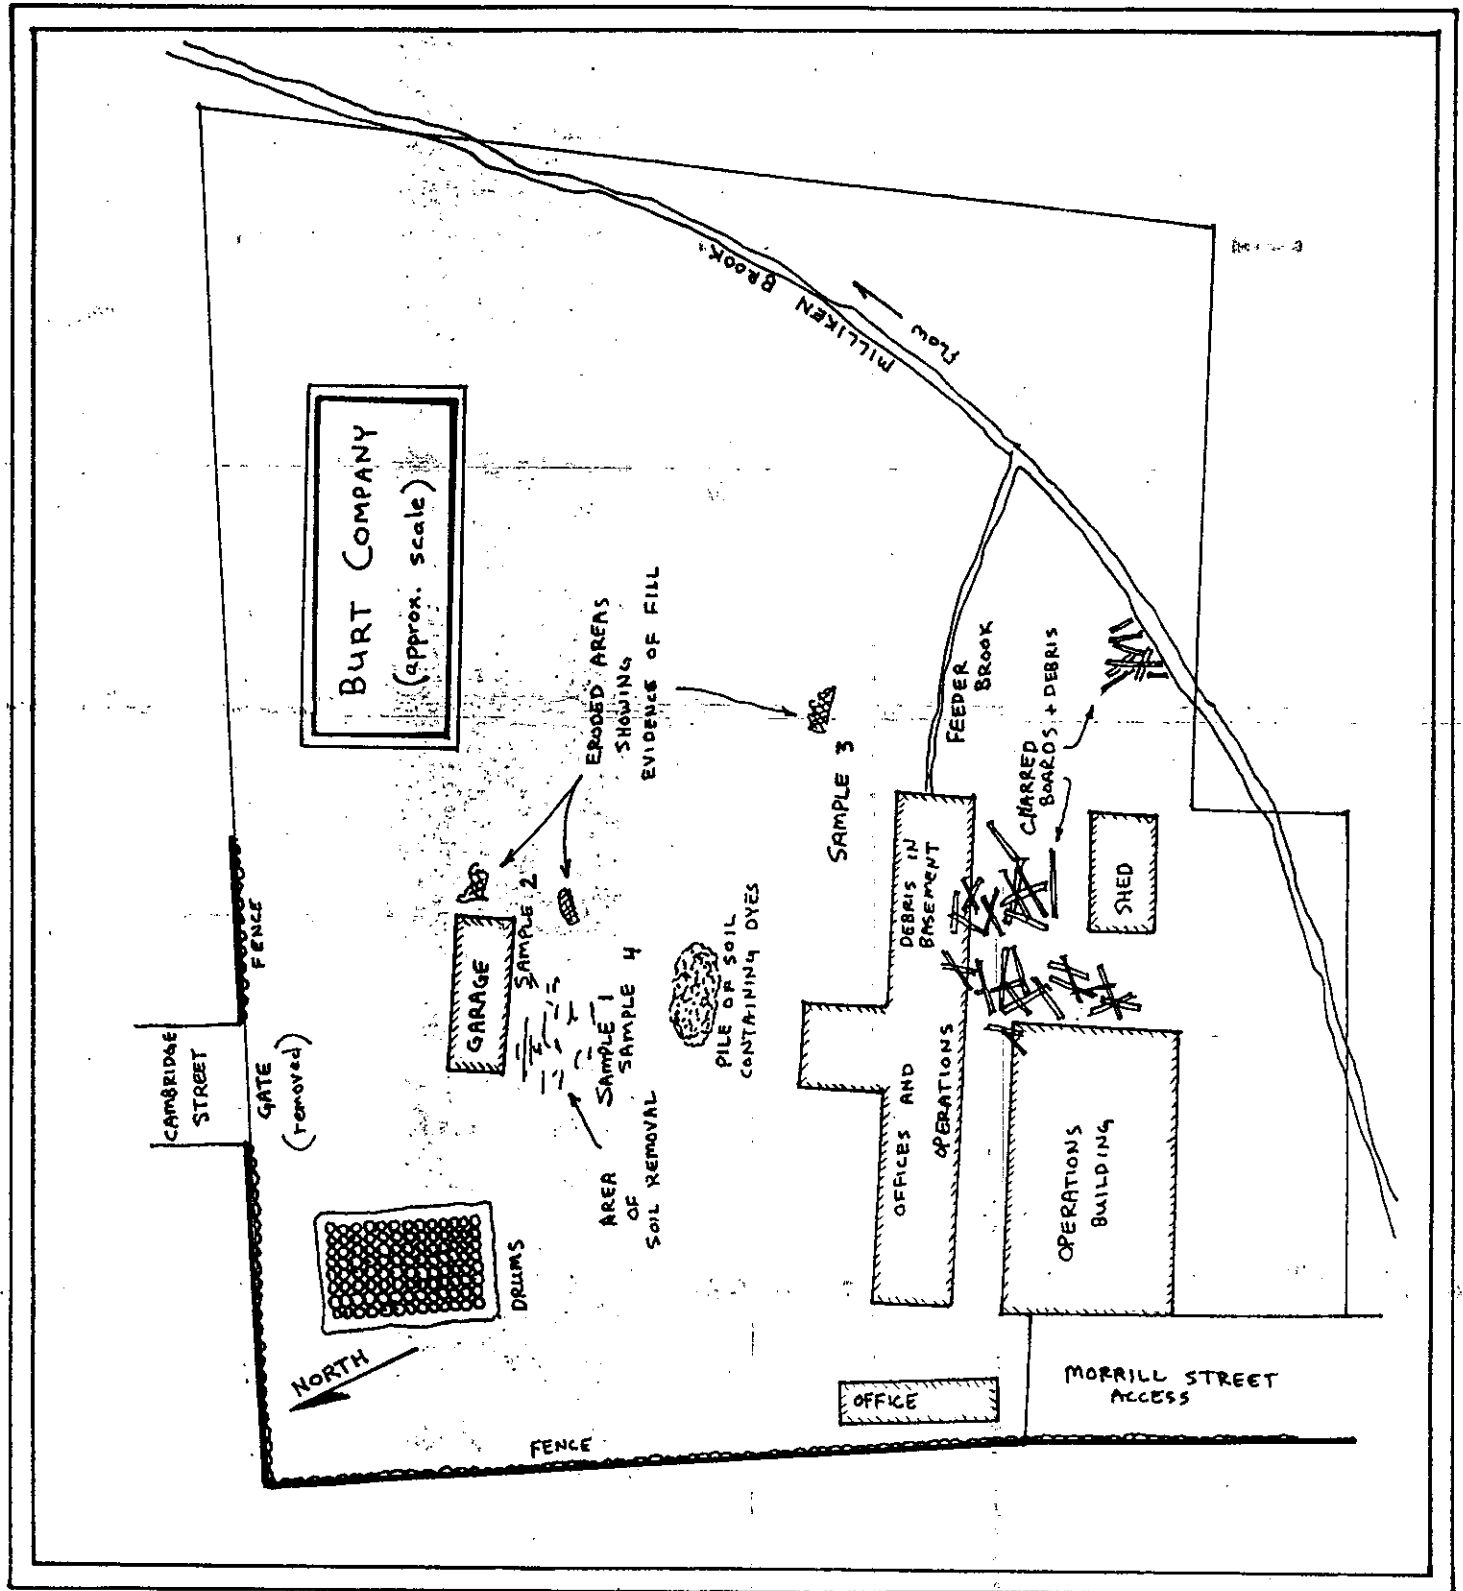 BURT COMPANY
(approx. scale)
MILLIKEN BROOK
FLOW
ERODED AREAS
SHOWING
EVIDENCE OF FILL
FEEDER
BROOK
CHARRED
BOARDS + DEBRIS
SAMPLE 3
SAMPLE 2
FENCE
GARAGE
SAMPLE 1
SAMPLE 4
PILE OF SOIL
CONTAINING DYES
DEBRIS IN
BASEMENT
SHED
CAMBRIDGE
STREET
GATE
(removed)
AREA
OF
SOIL REMOVAL
OFFICES AND
OPERATIONS
OPERATIONS
BUILDING
DRUMS
NORTH
OFFICE
MORRILL STREET
ACCESS
FENCE